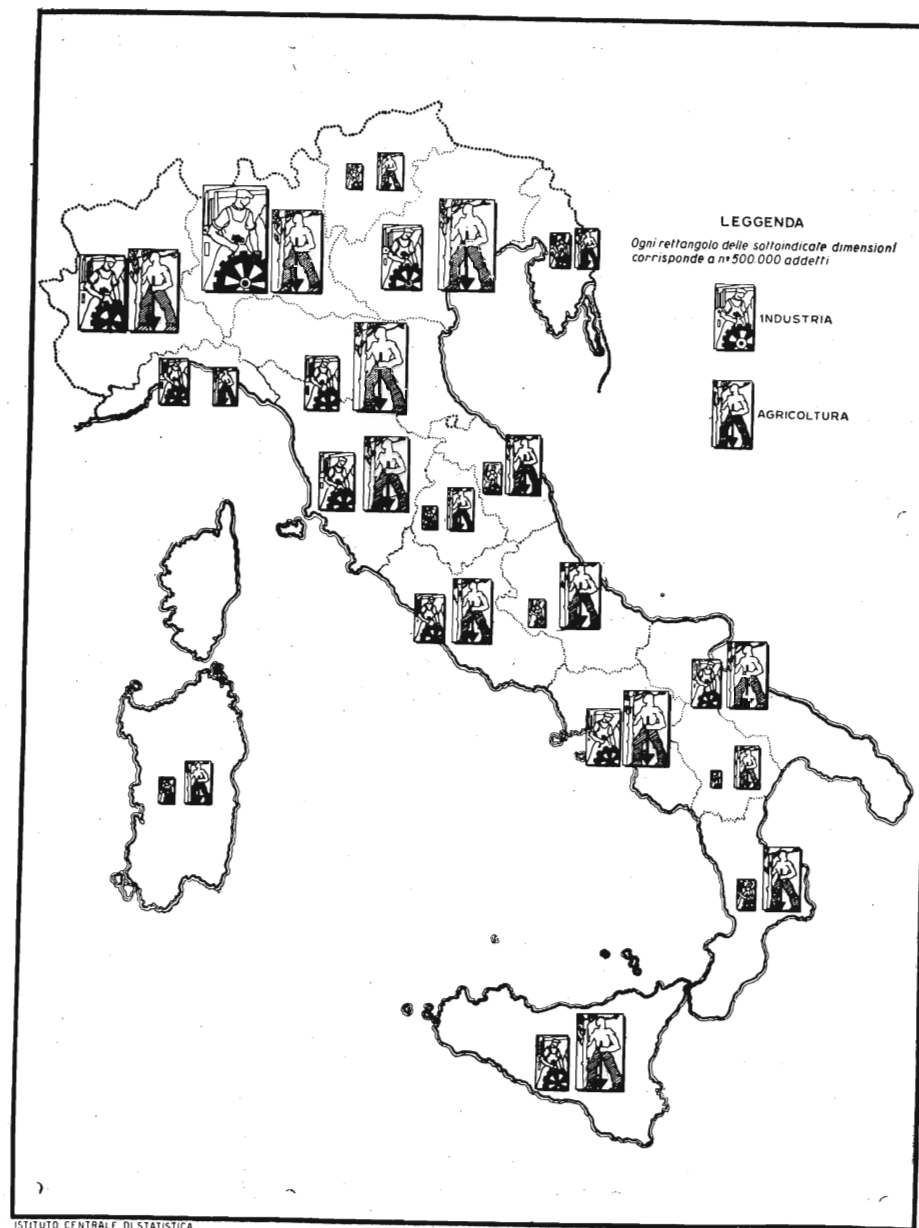 LEGGENDA
Ogni rettangolo delle sottoindicate dimensioni
corrisponde a n° 500.000 addetti
INDUSTRIA
AGRICOLTURA
ISTITUTO CENTRALE DI STATISTICA